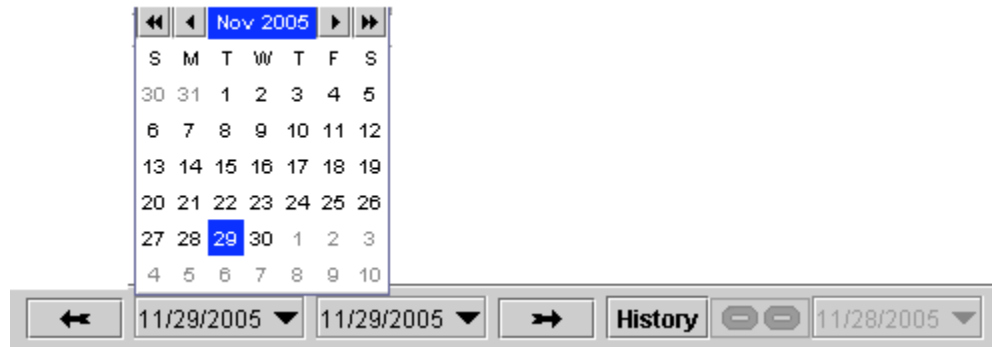 Nov 2005
S M T W T F S
30 31 1 2 3 4 5
6 7 8 9 10 11 12
13 14 15 16 17 18 19
20 21 22 23 24 25 26
27 28 29 30 1 2 3
4 5 6 7 8 9 10
11/29/2005 11/29/2005 History 11/28/2005